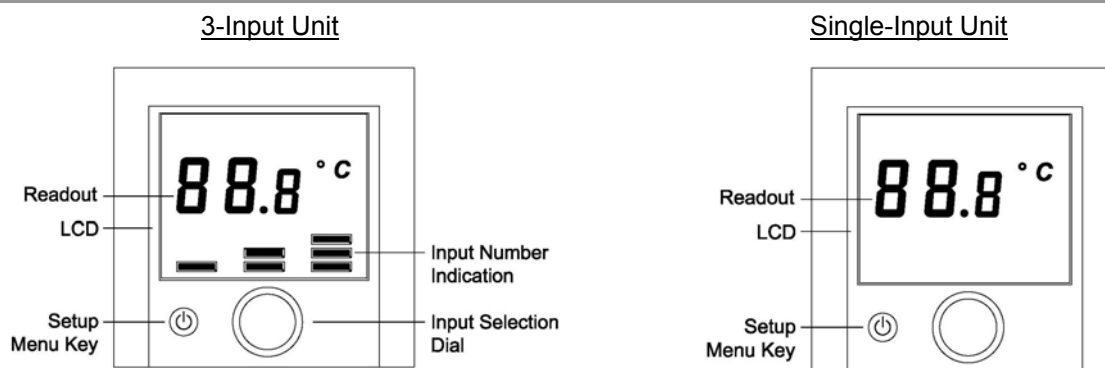 3-Input Unit
Single-Input Unit
88.8 °C
Readout
LCD
Input Number
Indication
Setup
Menu Key
Input Selection
Dial
88.8 °C
Readout
LCD
Setup
Menu Key